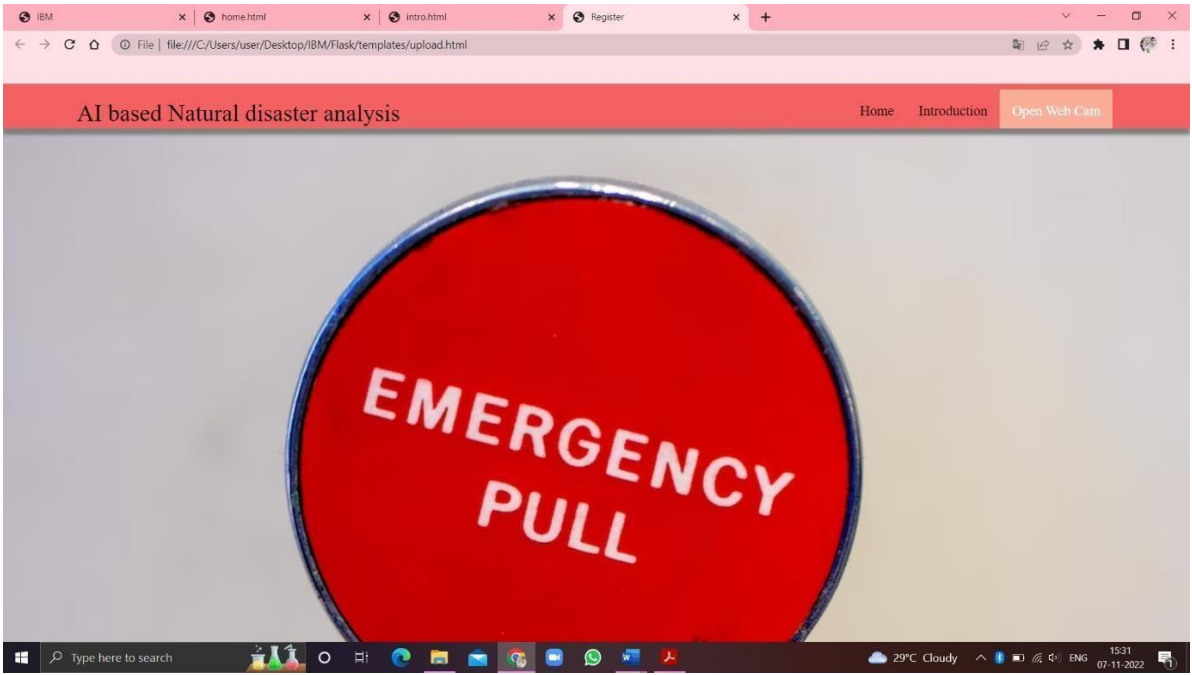 IBM home.html intro.html Register
File | file:///C:/Users/user/Desktop/IBM/Flask/templates/upload.html
AI based Natural disaster analysis Home Introduction Open Web Cam
EMERGENCY
PULL
Type here to search 29°C Cloudy ENG 15:31
07-11-2022